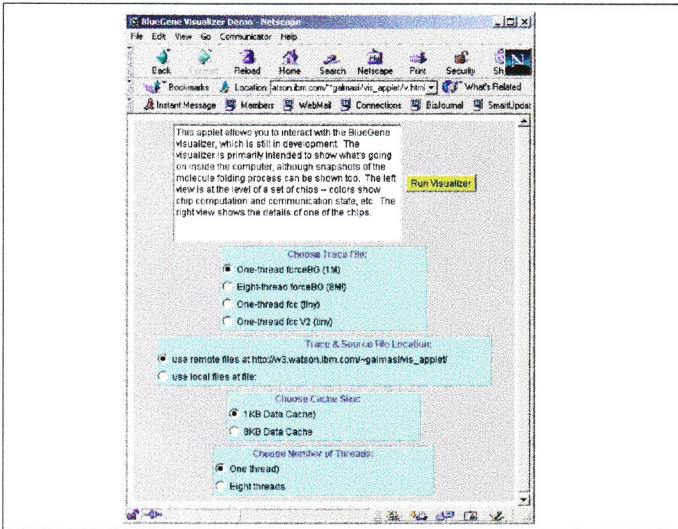 BlueGene Visualizer Demo - Netscape
File Edit View Go Communicator Help
Back Reload Home Search Netscape Print Security Sh
Bookmarks Location atson.ibm.com/~galmasi/vis_applet/v.html What's Related
Instant Message Members WebMail Connections BizJournal SmartUpdat
This applet allows you to interact with the BlueGene
visualizer, which is still in development. The
visualizer is primarily intended to show what's going
on inside the computer, although snapshots of the
molecule folding process can be shown too. The left
view is at the level of a set of chips -- colors show
chip computation and communication state, etc. The
right view shows the details of one of the chips.
Run Visualizer
Choose Trace File:
One-thread forceBG (1M)
Eight-thread forceBG (8M)
One-thread fcc (tiny)
One-thread fcc V2 (tiny)
Trace & Source File Location:
use remote files at http://w3.watson.ibm.com/~galmasi/vis_applet/
use local files at file:
Choose Cache Size:
1KB Data Cache)
8KB Data Cache
Choose Number of Threads:
One thread)
Eight threads